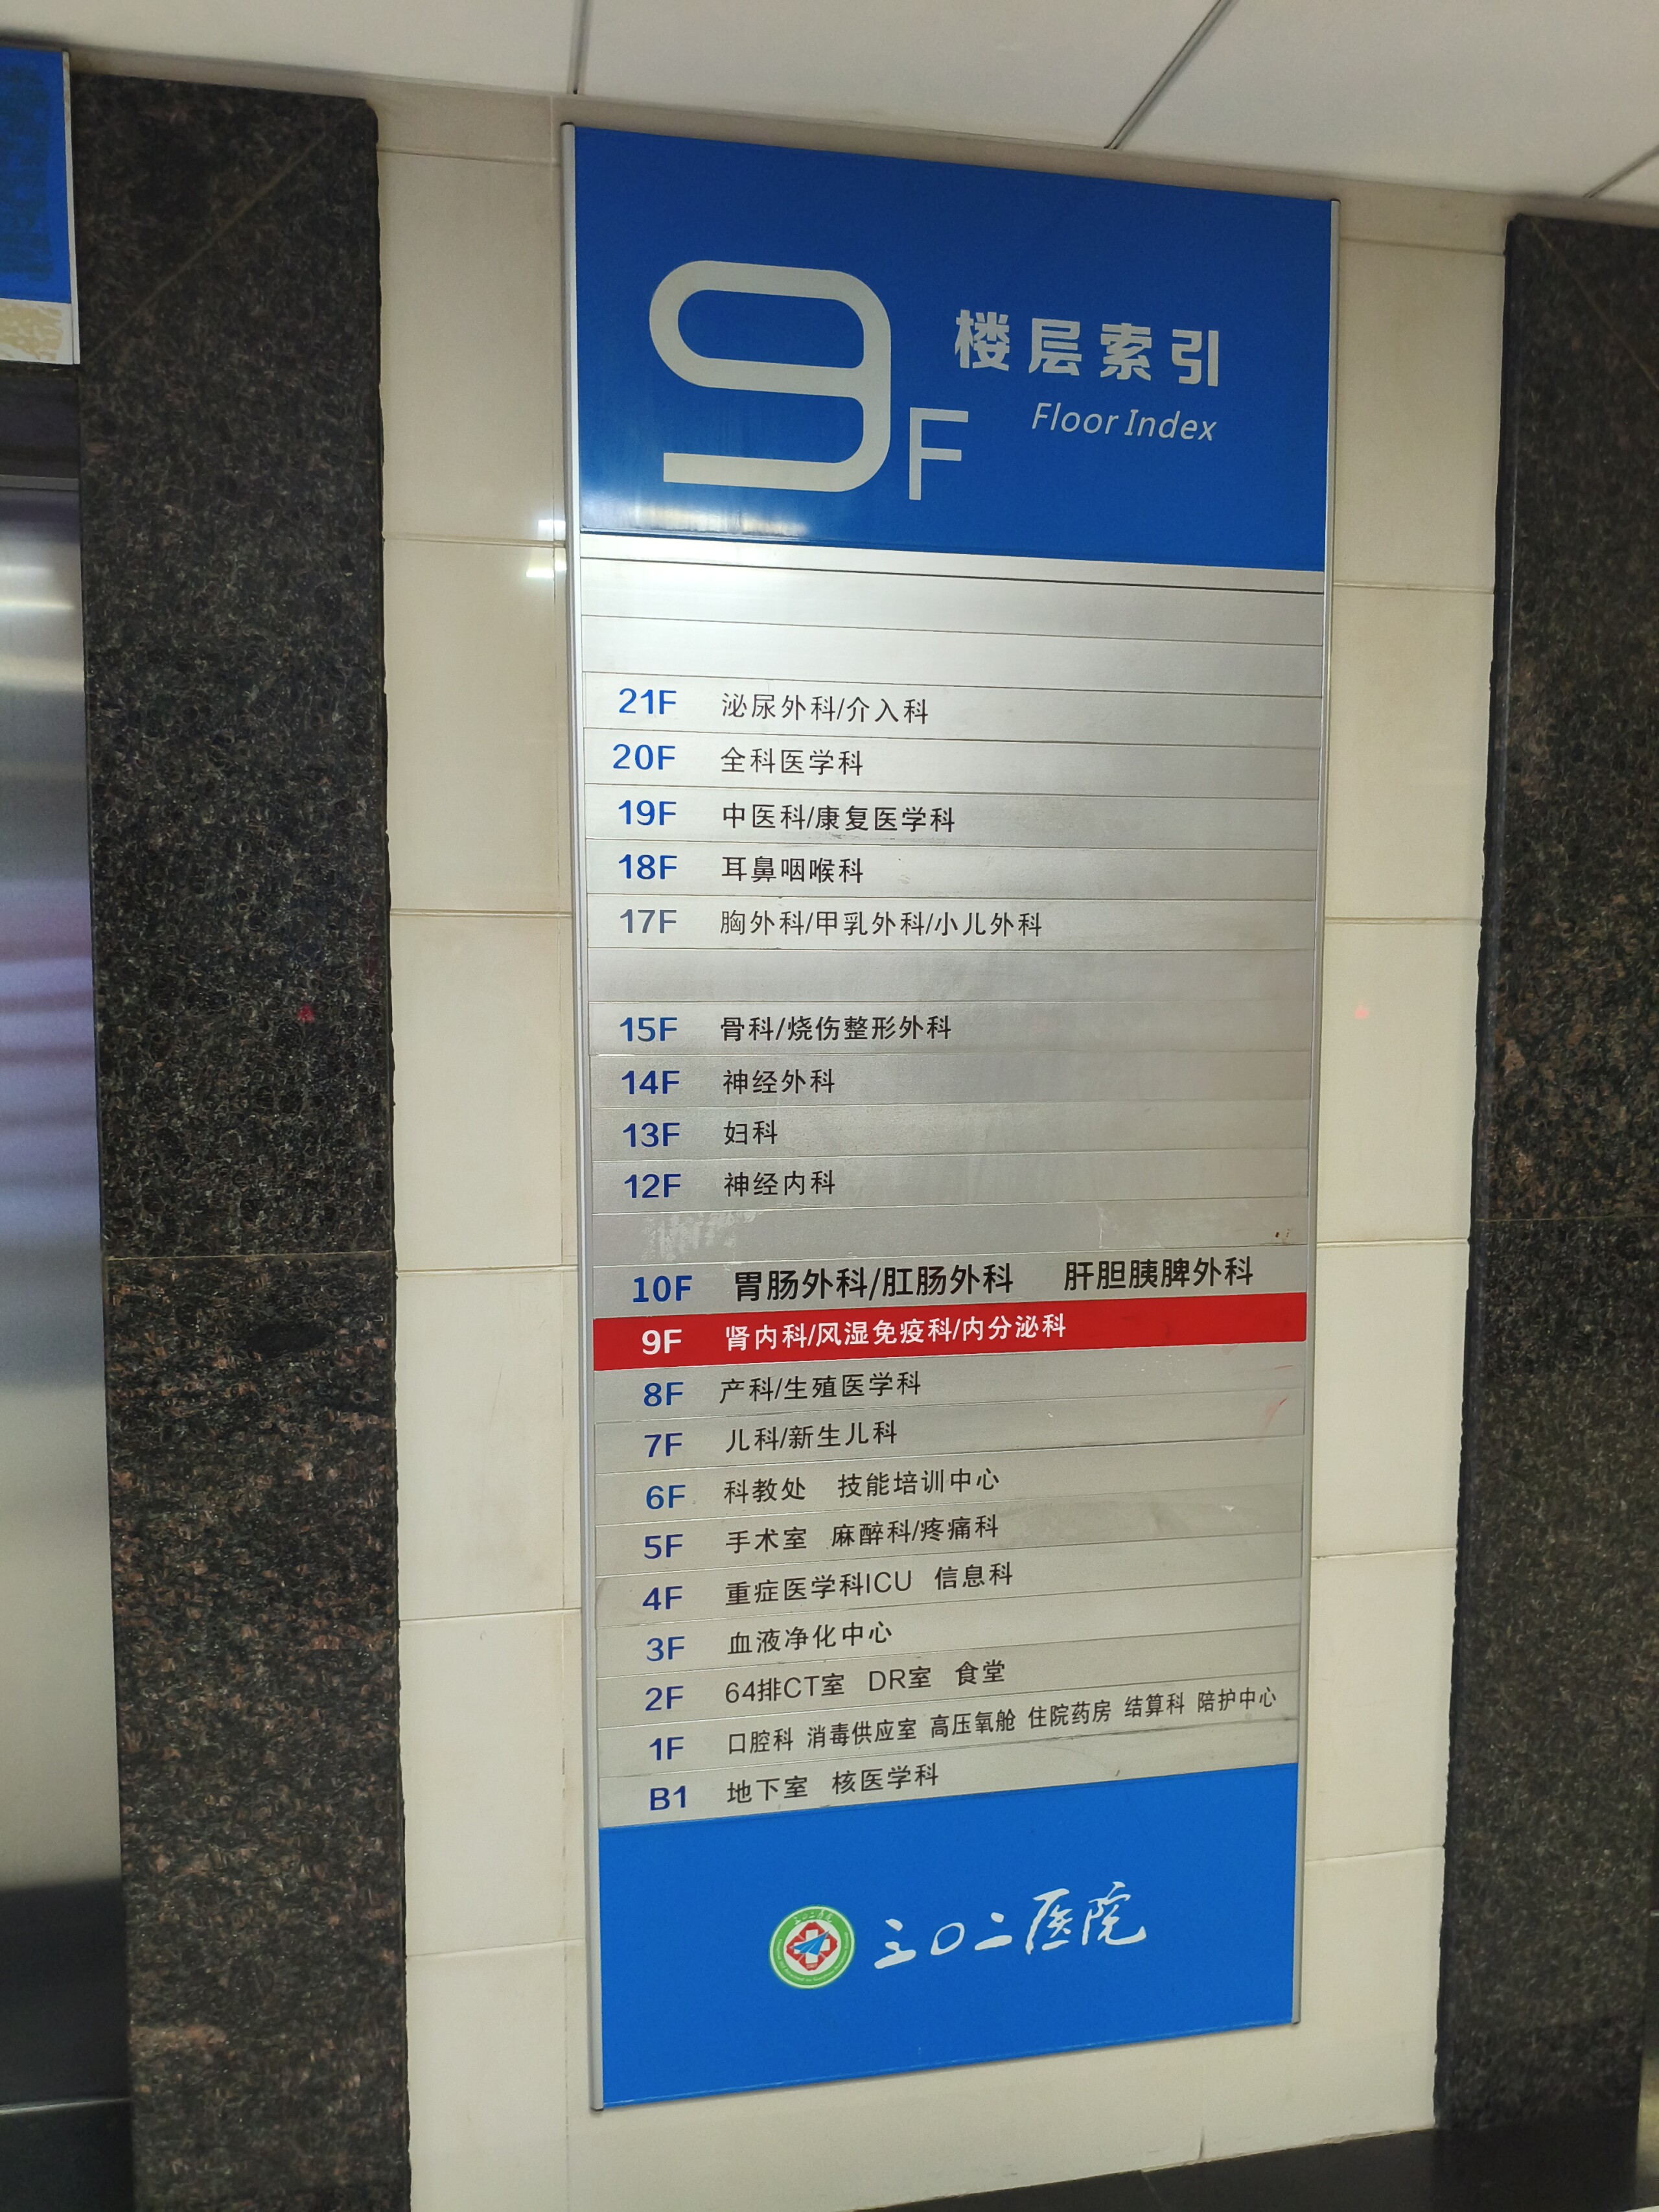 9F 楼层索引
Floor Index
21F 泌尿外科/介入科
20F 全科医学科
19F 中医科/康复医学科
18F 耳鼻咽喉科
17F 胸外科/甲乳外科/小儿外科
15F 骨科/烧伤整形外科
14F 神经外科
13F 妇科
12F 神经内科
10F 胃肠外科/肛肠外科 肝胆胰脾外科
9F 肾内科/风湿免疫科/内分泌科
8F 产科/生殖医学科
7F 儿科/新生儿科
6F 科教处 技能培训中心
5F 手术室 麻醉科/疼痛科
4F 重症医学科ICU 信息科
3F 血液净化中心
2F 64排CT室 DR室 食堂
1F 口腔科 消毒供应室 高压氧舱 住院药房 结算科 陪护中心
B1 地下室 核医学科
三〇二医院